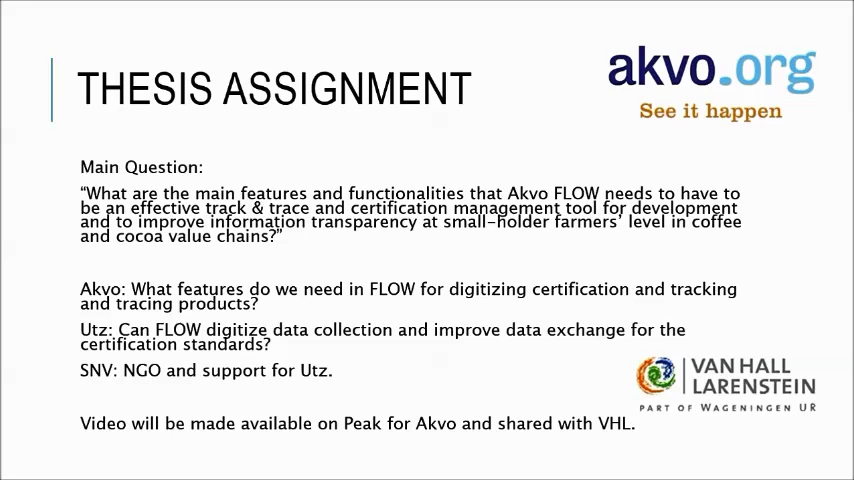 THESIS ASSIGNMENT
akvo.org
See it happen
Main Question:
“What are the main features and functionalities that Akvo FLOW needs to have to
be an effective track & trace and certification management tool for development
and to improve information transparency at small-holder farmers’ level in coffee
and cocoa value chains?”
Akvo: What features do we need in FLOW for digitizing certification and tracking
and tracing products?
Utz: Can FLOW digitize data collection and improve data exchange for the
certification standards?
SNV: NGO and support for Utz.
VAN HALL
LARENSTEIN
PART OF WAGENINGEN UR
Video will be made available on Peak for Akvo and shared with VHL.